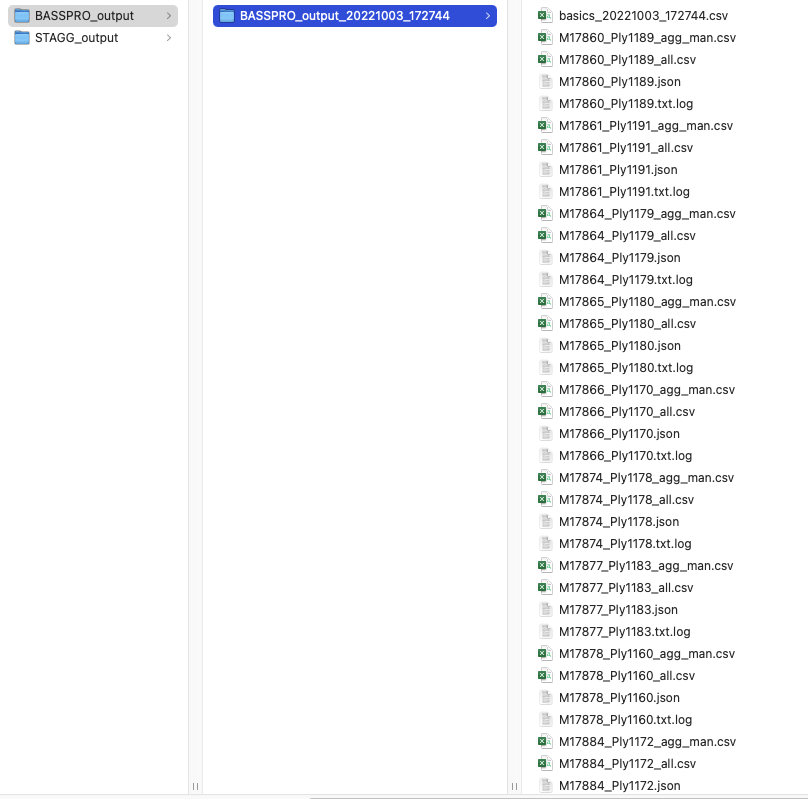 BASSPRO_output
STAGG_output
BASSPRO_output_20221003_172744
basics_20221003_172744.csv
M17860_Ply1189_agg_man.csv
M17860_Ply1189_all.csv
M17860_Ply1189.json
M17860_Ply1189.txt.log
M17861_Ply1191_agg_man.csv
M17861_Ply1191_all.csv
M17861_Ply1191.json
M17861_Ply1191.txt.log
M17864_Ply1179_agg_man.csv
M17864_Ply1179_all.csv
M17864_Ply1179.json
M17864_Ply1179.txt.log
M17865_Ply1180_agg_man.csv
M17865_Ply1180_all.csv
M17865_Ply1180.json
M17865_Ply1180.txt.log
M17866_Ply1170_agg_man.csv
M17866_Ply1170_all.csv
M17866_Ply1170.json
M17866_Ply1170.txt.log
M17874_Ply1178_agg_man.csv
M17874_Ply1178_all.csv
M17874_Ply1178.json
M17874_Ply1178.txt.log
M17877_Ply1183_agg_man.csv
M17877_Ply1183_all.csv
M17877_Ply1183.json
M17877_Ply1183.txt.log
M17878_Ply1160_agg_man.csv
M17878_Ply1160_all.csv
M17878_Ply1160.json
M17878_Ply1160.txt.log
M17884_Ply1172_agg_man.csv
M17884_Ply1172_all.csv
M17884_Ply1172.json